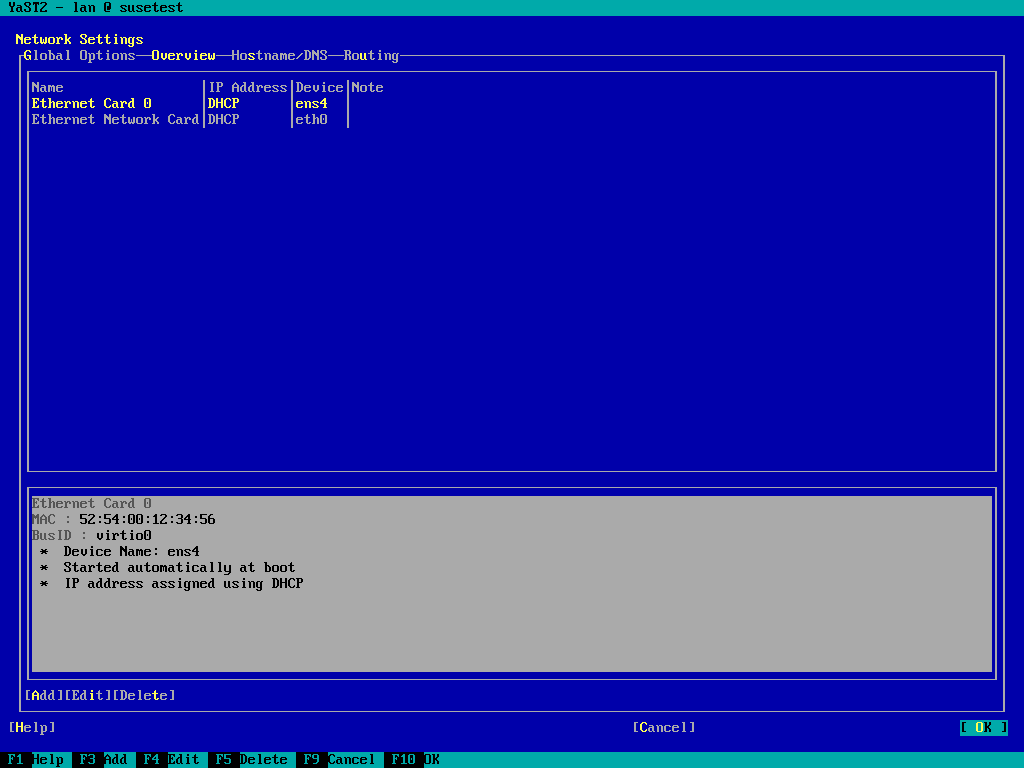 YaST2 - lan @ susetest
Network Settings
Global Options Overview Hostname/DNS Routing
Name IP Address Device Note
Ethernet Card 0 DHCP ens4
Ethernet Network Card DHCP eth0
Ethernet Card 0
MAC : 52:54:00:12:34:56
BusID : virtio0
* Device Name: ens4
* Started automatically at boot
* IP address assigned using DHCP
[Add][Edit][Delete]
[Help] [Cancel] [ OK ]
F1 Help F3 Add F4 Edit F5 Delete F9 Cancel F10 OK